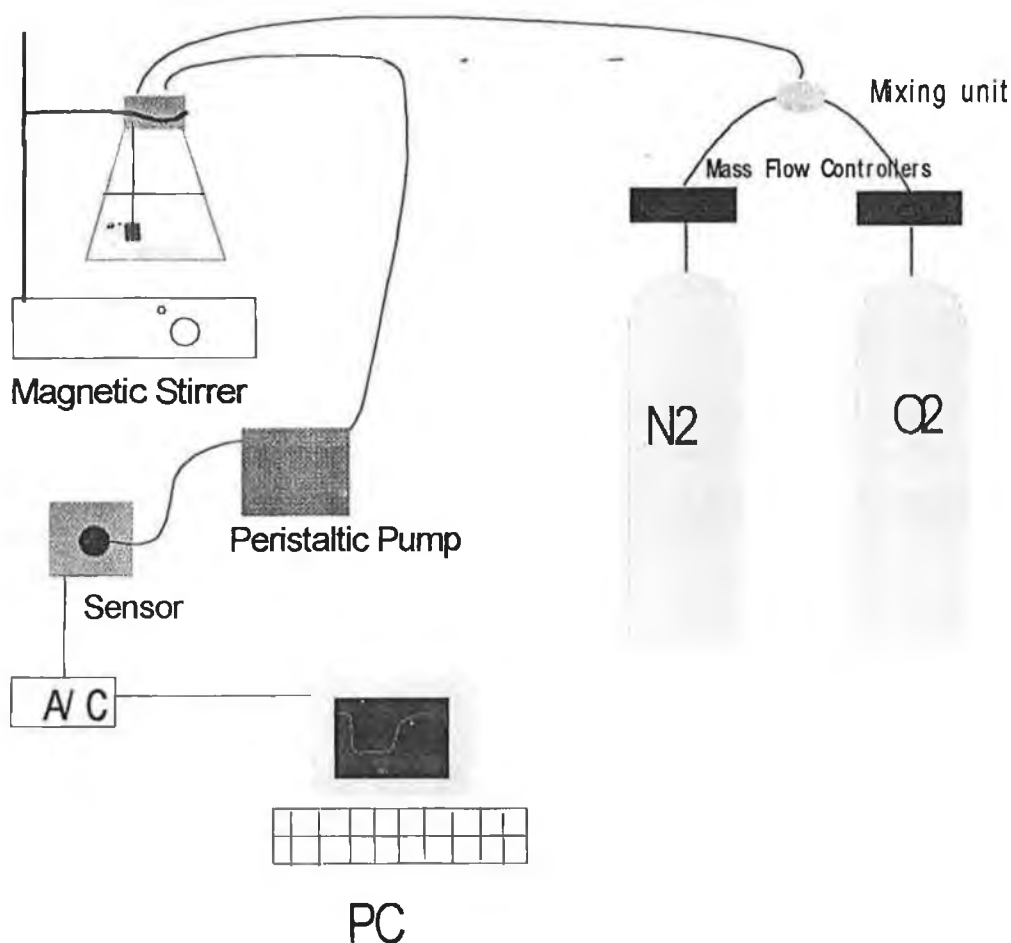 Mixing unit
Mass Flow Controllers
Magnetic Stirrer
N2
O2
Peristaltic Pump
Sensor
A/C
PC